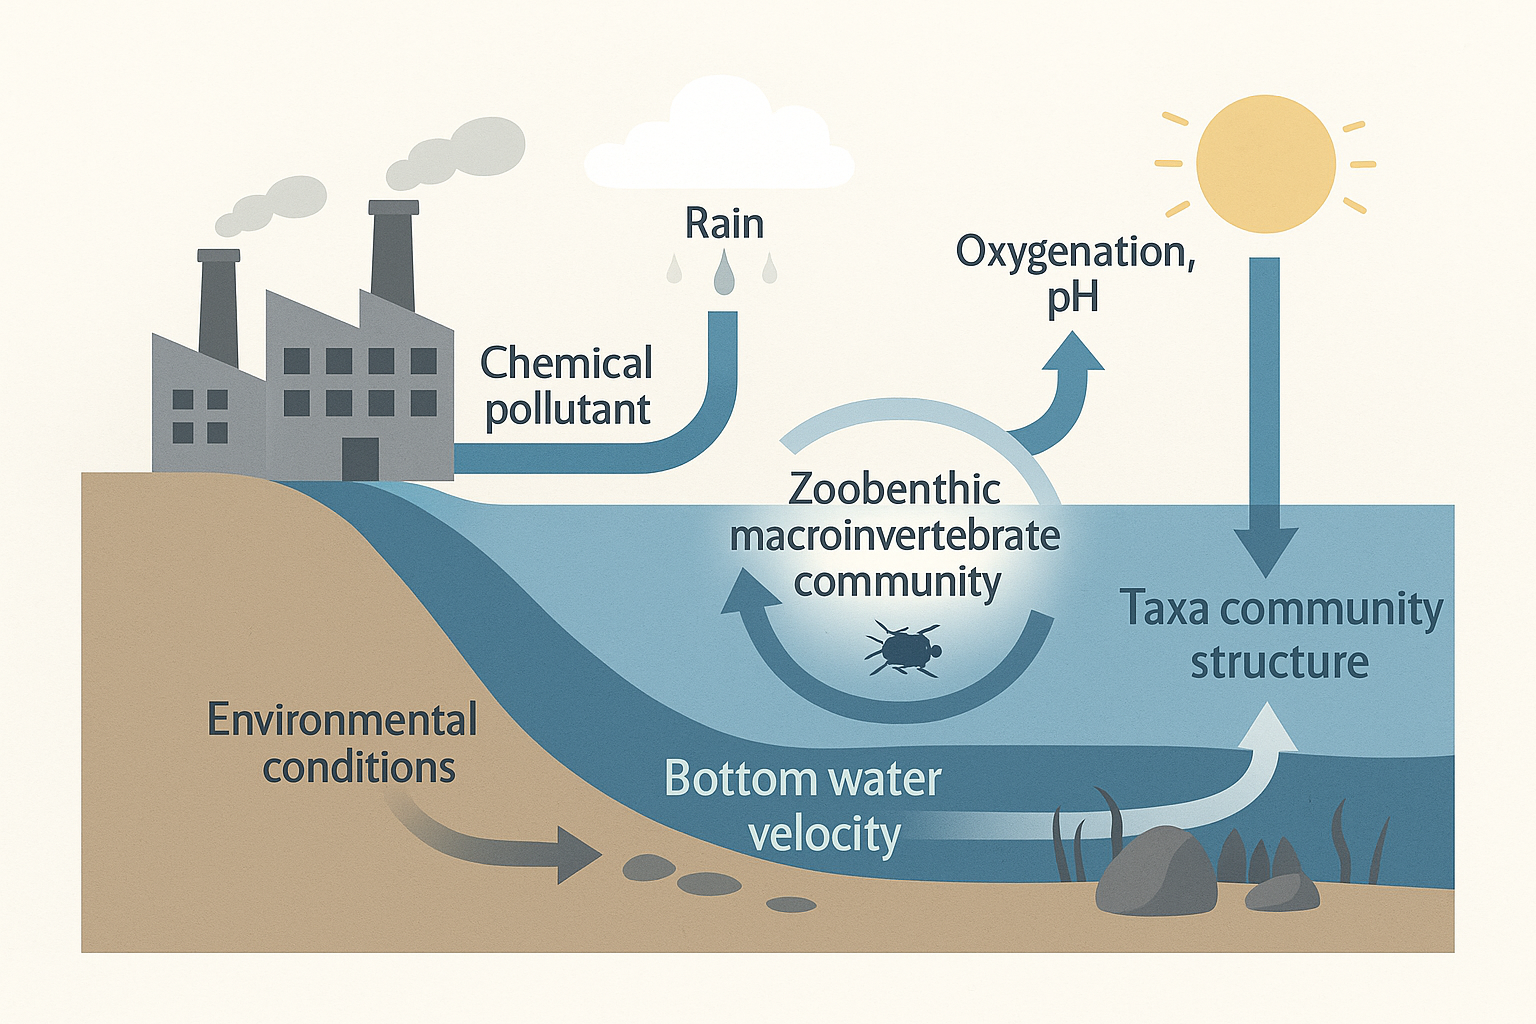 Rain
Oxygenation,
pH
Chemical
pollutant
Zoobenthic
macroinvertebrate
community
Taxa community
structure
Environmental
conditions
Bottom water
velocity